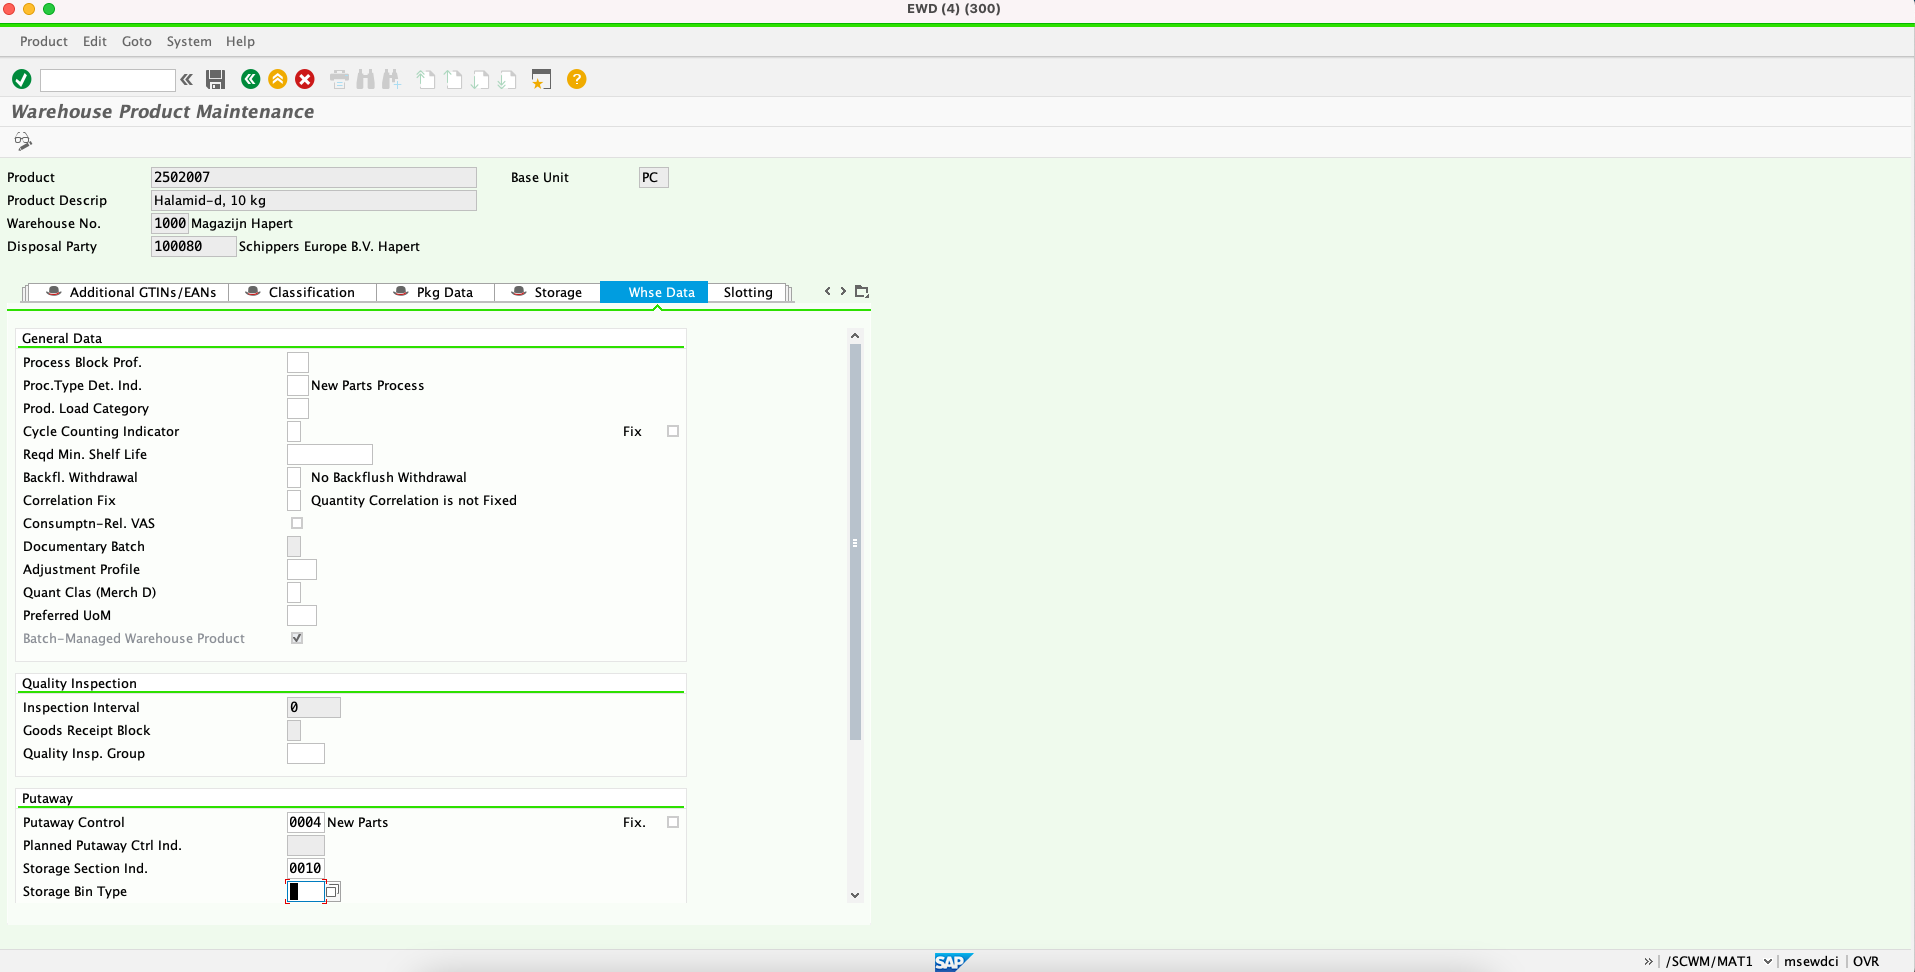 EWD (4) (300)
Product Edit Goto System Help
Warehouse Product Maintenance
Product 2502007 Base Unit PC
Product Descrip Halamid-d, 10 kg
Warehouse No. 1000 Magazijn Hapert
Disposal Party 100080 Schippers Europe B.V. Hapert
Additional GTINs/EANs Classification Pkg Data Storage Whse Data Slotting
General Data
Process Block Prof.
Proc.Type Det. Ind. New Parts Process
Prod. Load Category
Cycle Counting Indicator Fix
Reqd Min. Shelf Life
Backfl. Withdrawal No Backflush Withdrawal
Correlation Fix Quantity Correlation is not Fixed
Consumptn-Rel. VAS
Documentary Batch
Adjustment Profile
Quant Clas (Merch D)
Preferred UoM
Batch-Managed Warehouse Product
Quality Inspection
Inspection Interval 0
Goods Receipt Block
Quality Insp. Group
Putaway
Putaway Control 0004 New Parts Fix.
Planned Putaway Ctrl Ind.
Storage Section Ind. 0010
Storage Bin Type
SAP » /SCWM/MAT1 msewdci OVR